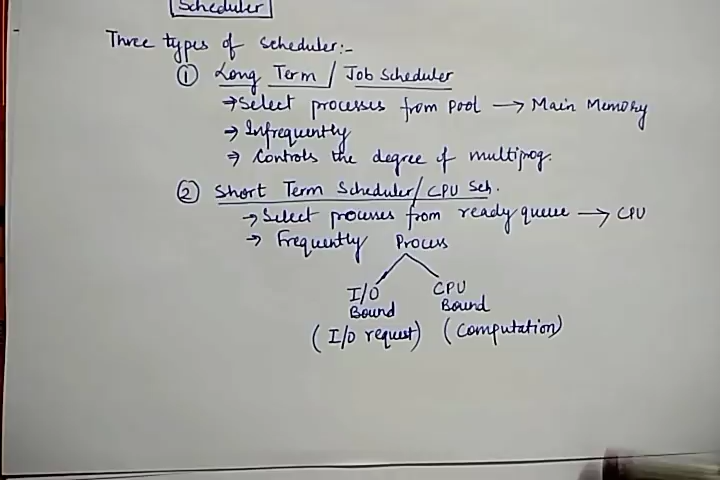 Scheduler
Three types of Scheduler:-
① Long Term / Job Scheduler
→ Select processes from pool → Main Memory
→ Infrequently
→ Controls the degree of multiprog.
② Short Term Scheduler / CPU Sch.
→ Select processes from ready queue → CPU
→ Frequently Process
I/O CPU
Bound Bound
(I/O request) (Computation)